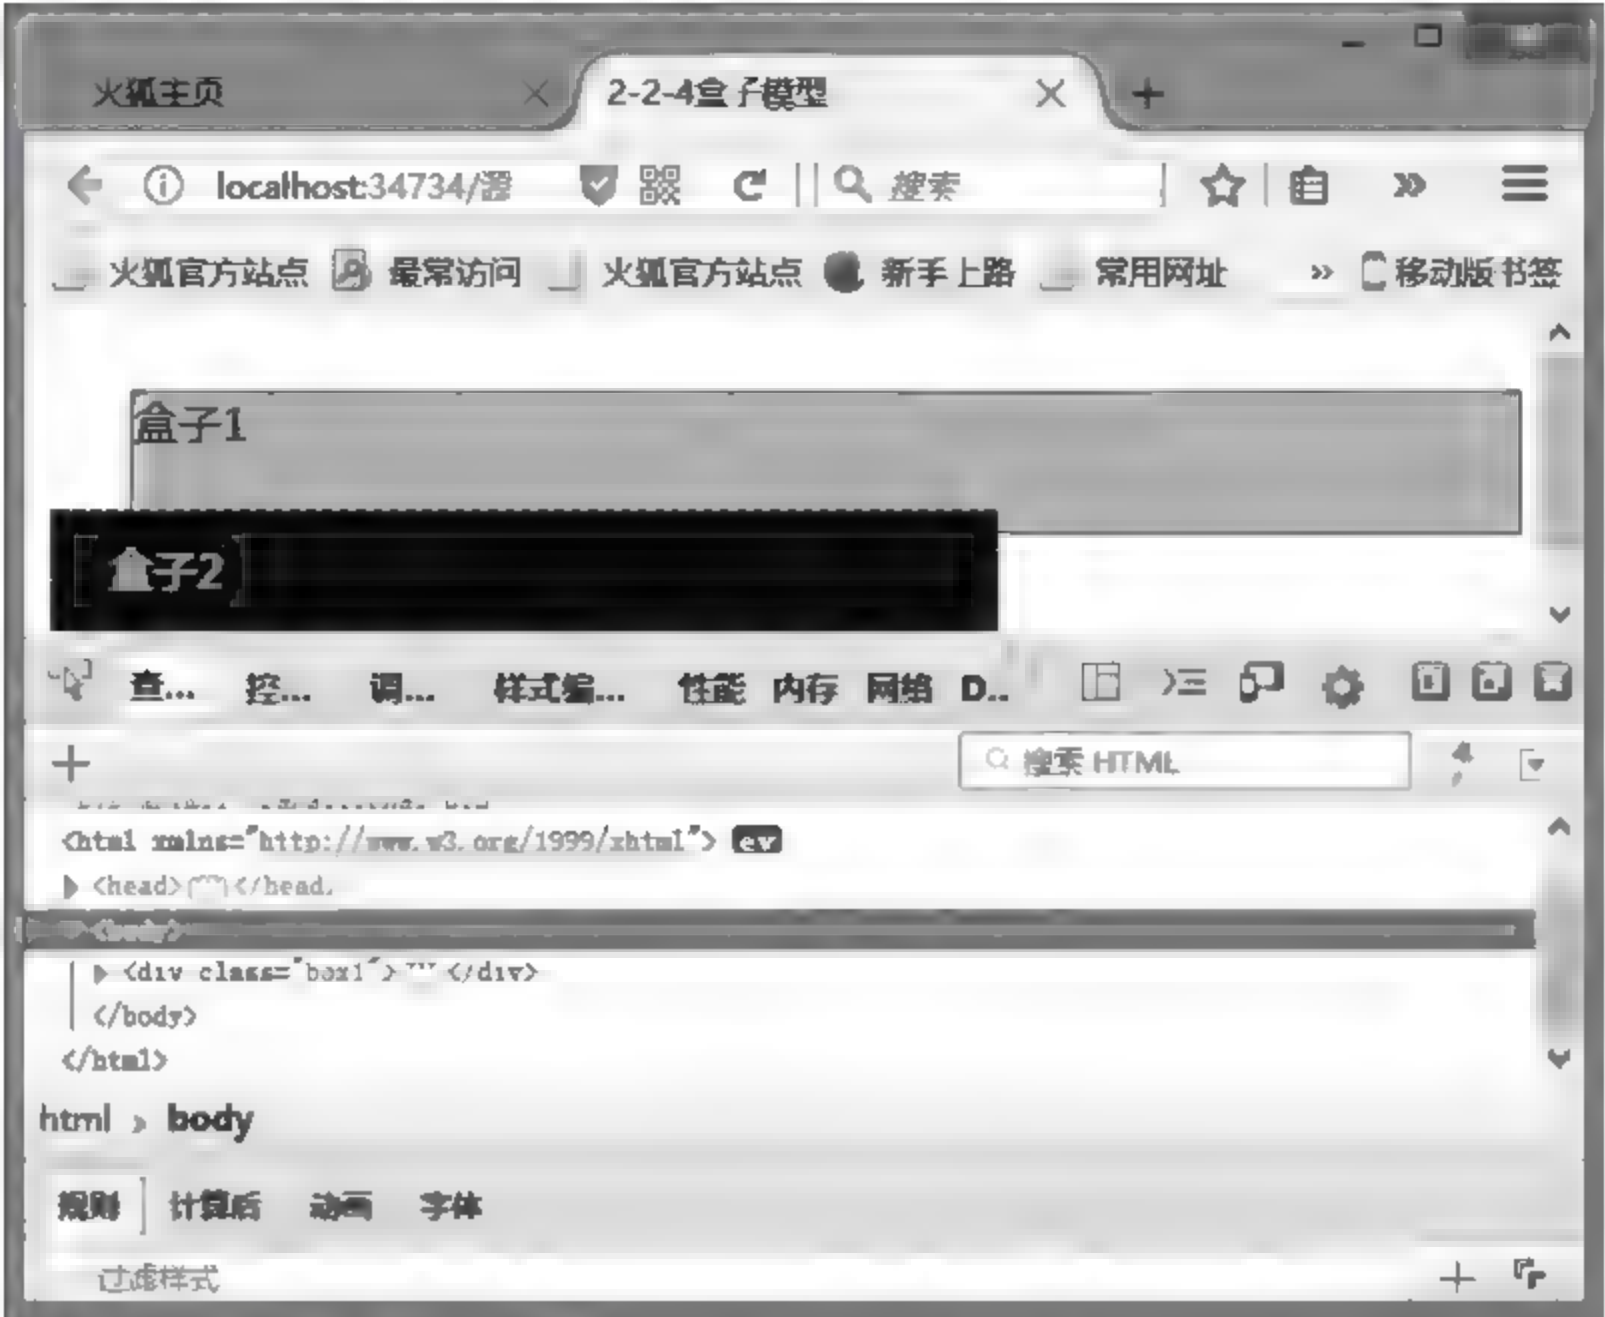 火狐主页 2-2-4盒子模型
localhost:34734/源 搜索
火狐官方站点 最常访问 火狐官方站点 新手上路 常用网址 » 移动版书签
盒子1
盒子2
查... 控... 调... 样式编... 性能 内存 网络 D..
搜索 HTML
<html xmlns="http://www.w3.org/1999/xhtml"> ev
<head> </head>
<body>
<div class="box1"> </div>
</body>
</html>
html › body
规则 计算后 动画 字体
过滤样式